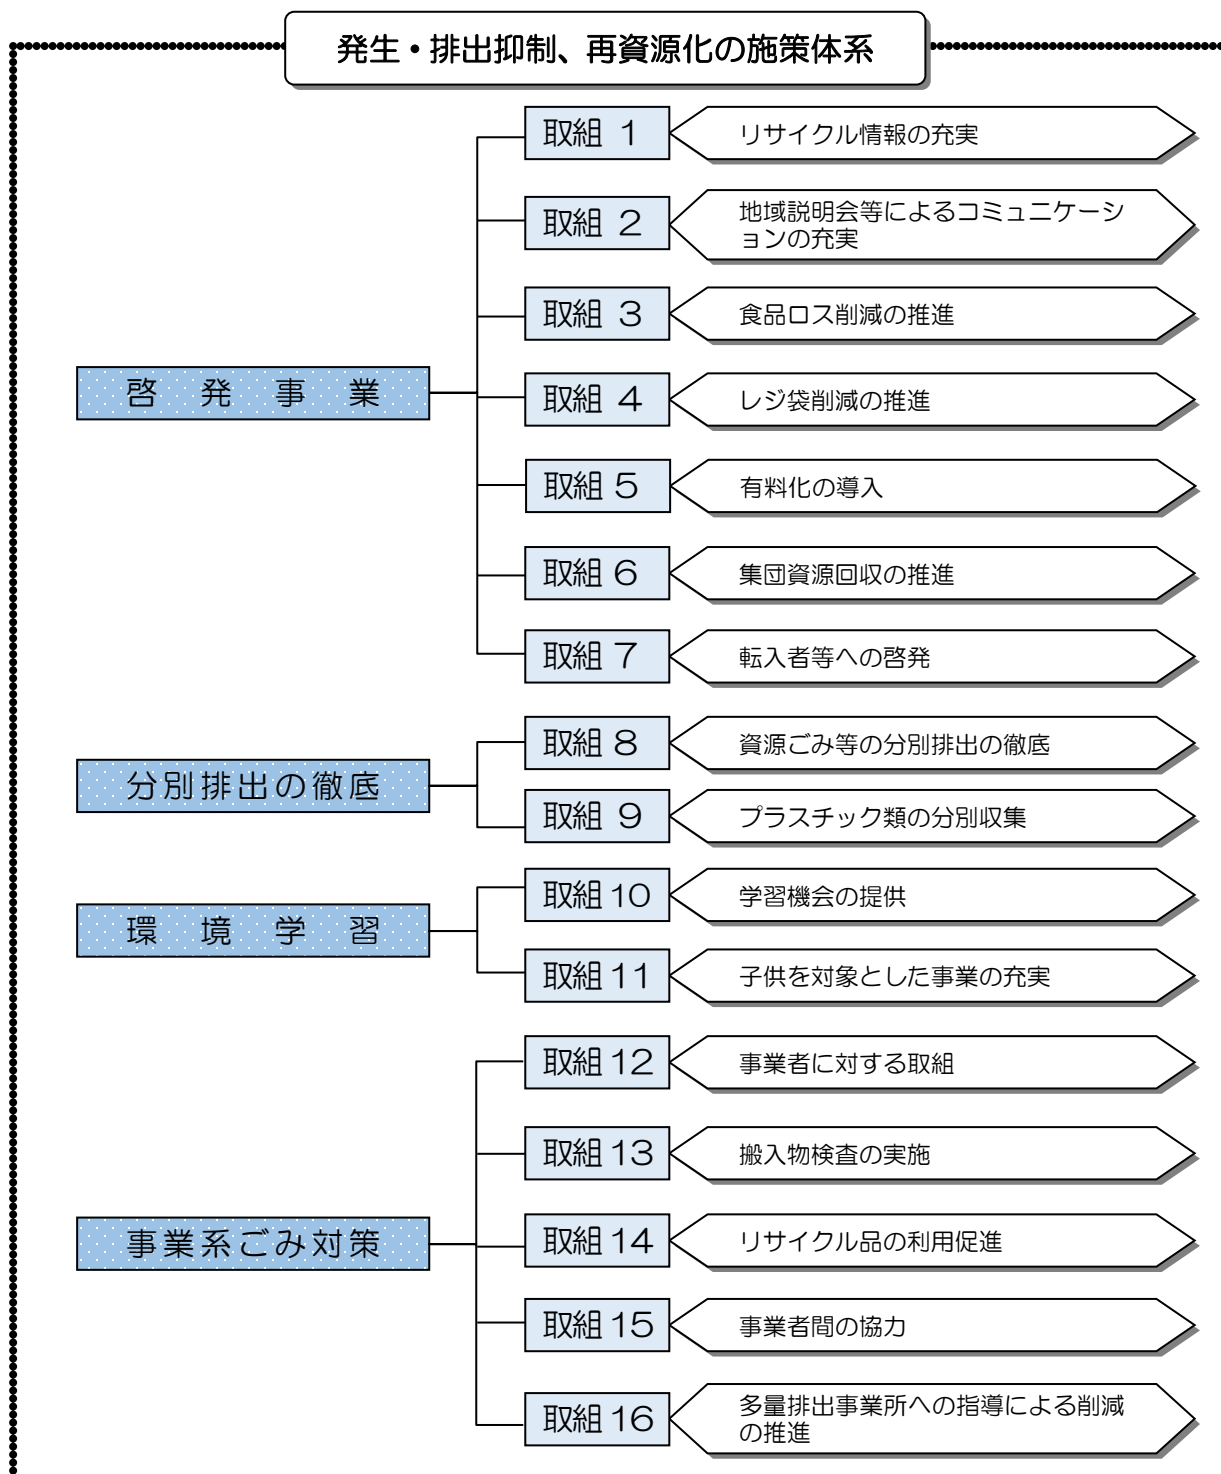 発生・排出抑制、再資源化の施策体系
取組 1
リサイクル情報の充実
取組 2
地域説明会等によるコミュニケーシ
ョンの充実
取組 3
食品ロス削減の推進
啓発事業
取組 4
レジ袋削減の推進
取組 5
有料化の導入
取組 6
集団資源回収の推進
取組 7
転入者等への啓発
分別排出の徹底
取組 8
資源ごみ等の分別排出の徹底
取組 9
プラスチック類の分別収集
環境学習
取組 10
学習機会の提供
取組 11
子供を対象とした事業の充実
事業系ごみ対策
取組 12
事業者に対する取組
取組 13
搬入物検査の実施
取組 14
リサイクル品の利用促進
取組 15
事業者間の協力
取組 16
多量排出事業所への指導による削減
の推進